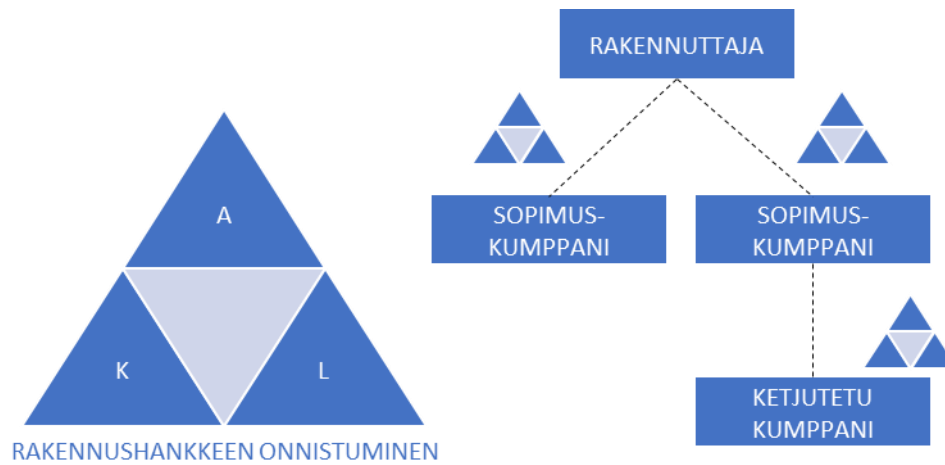 A
K
L
RAKENNUSHANKKEEN ONNISTUMINEN
RAKENNUTTAJA
SOPIMUS-
KUMPPANI
SOPIMUS-
KUMPPANI
KETJUTETU
KUMPPANI